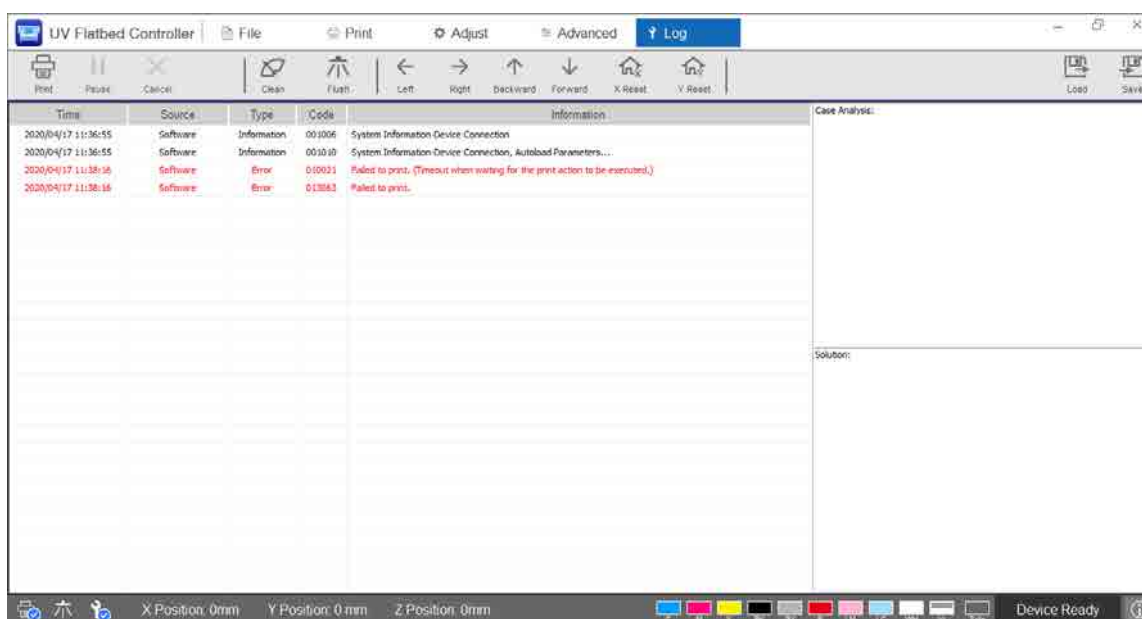 UV Flatbed Controller File Print Adjust Advanced Log
Print Pause Cancel Clean Flush Left Right Backward Forward X Reset Y Reset Load Save
Time Source Type Code Information Case Analysis:
2020/04/17 11:36:55 Software Information 001006 System Information-Device Connection
2020/04/17 11:36:55 Software Information 001010 System Information-Device Connection, Autoload Parameters...
2020/04/17 11:38:16 Software Error 010021 Failed to print. (Timeout when waiting for the print action to be executed.)
2020/04/17 11:38:16 Software Error Failed to print.
Solution:
X Position: 0mm Y Position: 0 mm Z Position: 0mm Device Ready